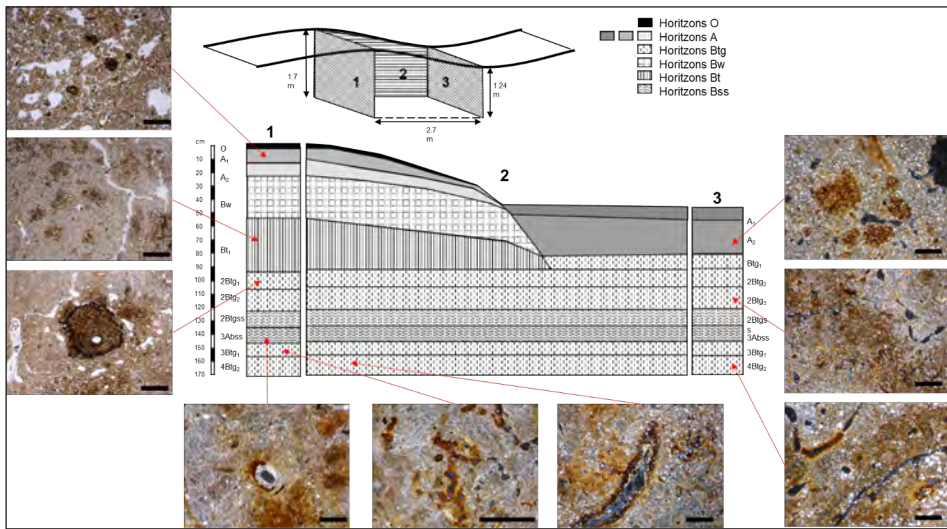 Horitzons O
Horitzons A
Horitzons Btg
Horitzons Bw
Horitzons Bt
Horitzons Bss
1.7
m
1
2
3
1.24
m
2.7
m
1
2
3
cm
10
20
30
40
50
60
70
80
90
100
110
120
130
140
150
160
170
O
A1
A2
Bw
Bt1
2Btg1
2Btg2
2Btgss
3Abss
3Btg1
4Btg2
A1
A2
Btg1
2Btg2
2Btg3
2Btgs
s
3Abss
3Btg1
4Btg2